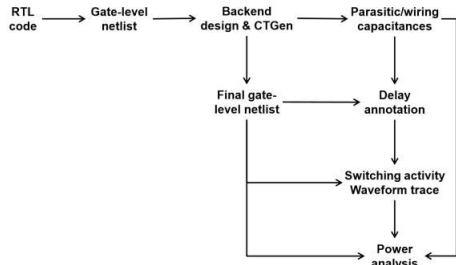 RTL
code
Gate-level
netlist
Backend
design & CTGen
Parasitic/wiring
capacitances
Final gate-
level netlist
Delay
annotation
Switching activity
Waveform trace
Power
analysis